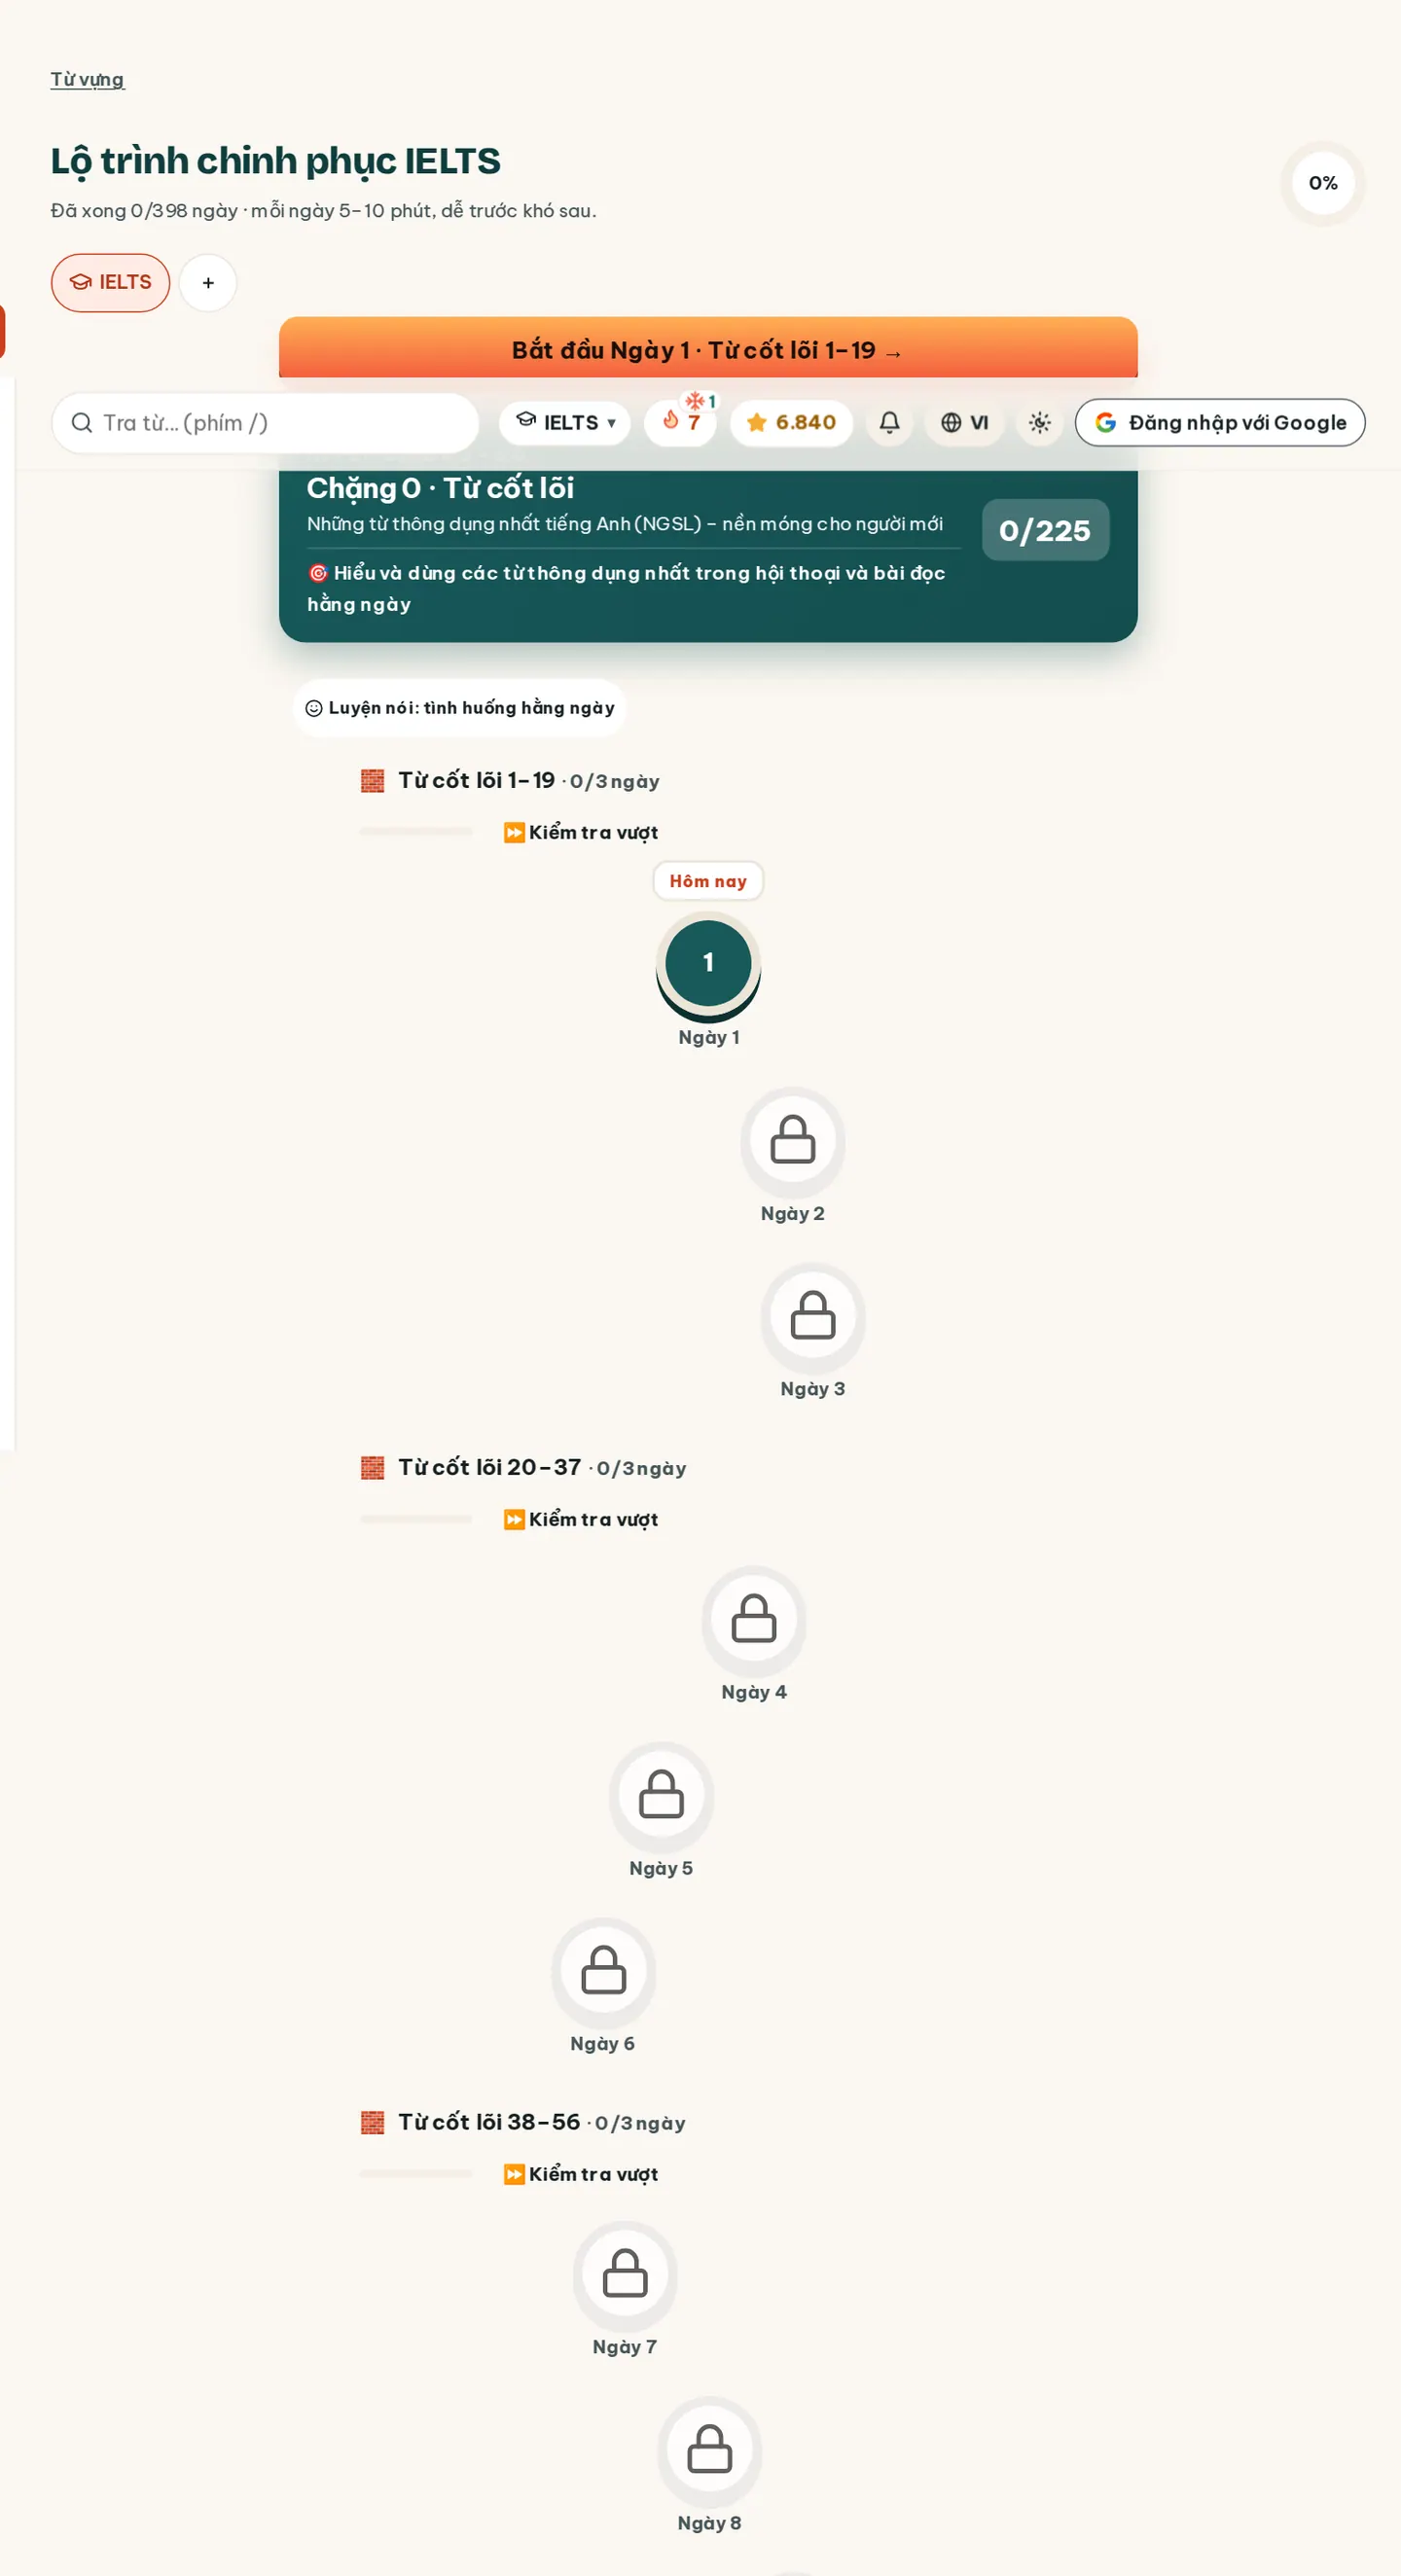 Từ vựng
Lộ trình chinh phục IELTS
Đã xong 0/398 ngày · mỗi ngày 5–10 phút, dễ trước khó sau.
0%
IELTS
+
Bắt đầu Ngày 1 · Từ cốt lõi 1–19 →
Tra từ... (phím /)
IELTS ▾
7
1
6.840
VI
Đăng nhập với Google
Chặng 0 · Từ cốt lõi
Những từ thông dụng nhất tiếng Anh (NGSL) – nền móng cho người mới
0/225
Hiểu và dùng các từ thông dụng nhất trong hội thoại và bài đọc
hằng ngày
Luyện nói: tình huống hằng ngày
Từ cốt lõi 1–19 · 0/3 ngày
Kiểm tra vượt
Hôm nay
1
Ngày 1
Ngày 2
Ngày 3
Từ cốt lõi 20–37 · 0/3 ngày
Kiểm tra vượt
Ngày 4
Ngày 5
Ngày 6
Từ cốt lõi 38–56 · 0/3 ngày
Kiểm tra vượt
Ngày 7
Ngày 8